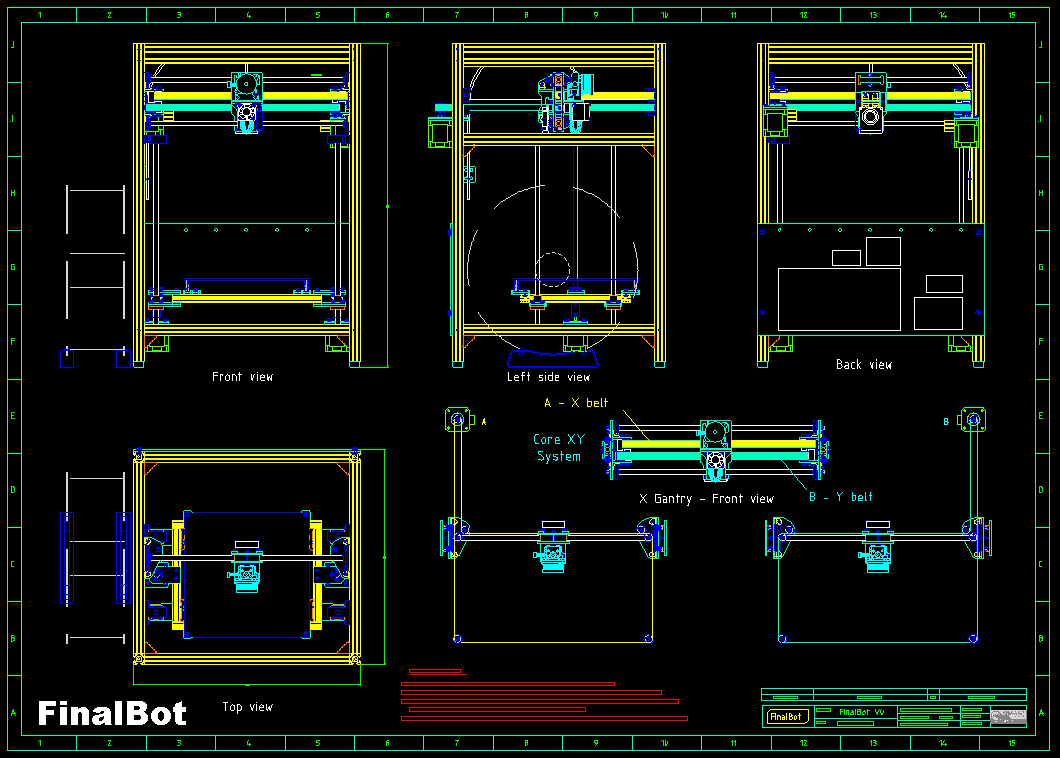 1 2 3 4 5 6 7 8 9 10 11 12 13 14 15
J J
I I
H H
G G
F F
Front view
Left side view
Back view
A - X belt
E E
A
B
Core XY
System
X Gantry - Front view
B - Y belt
D D
C C
B B
Top view
FinalBot
A A
FinalBot
FinalBot V0
1 2 3 4 5 6 7 8 9 10 11 12 13 14 15